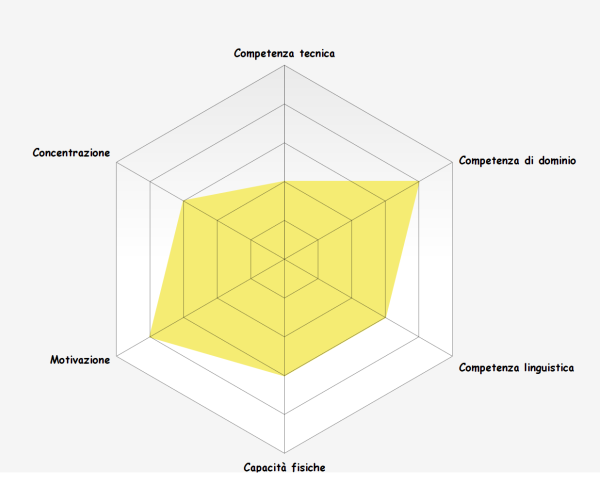 Competenza tecnica
Concentrazione
Competenza di dominio
Motivazione
Competenza linguistica
Capacità fisiche